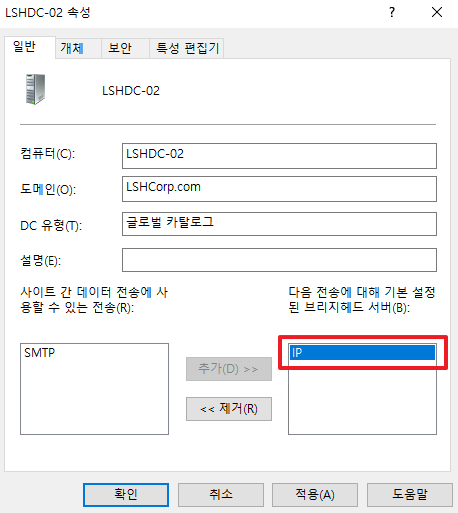 LSHDC-02 속성
?
일반 개체 보안 특성 편집기
LSHDC-02
컴퓨터(C): LSHDC-02
도메인(O): LSHCorp.com
DC 유형(T): 글로벌 카탈로그
설명(E):
사이트 간 데이터 전송에 사
용할 수 있는 전송(R):
다음 전송에 대해 기본 설정
된 브리지헤드 서버(B):
SMTP
추가(D) >>
<< 제거(R)
IP
확인 취소 적용(A) 도움말